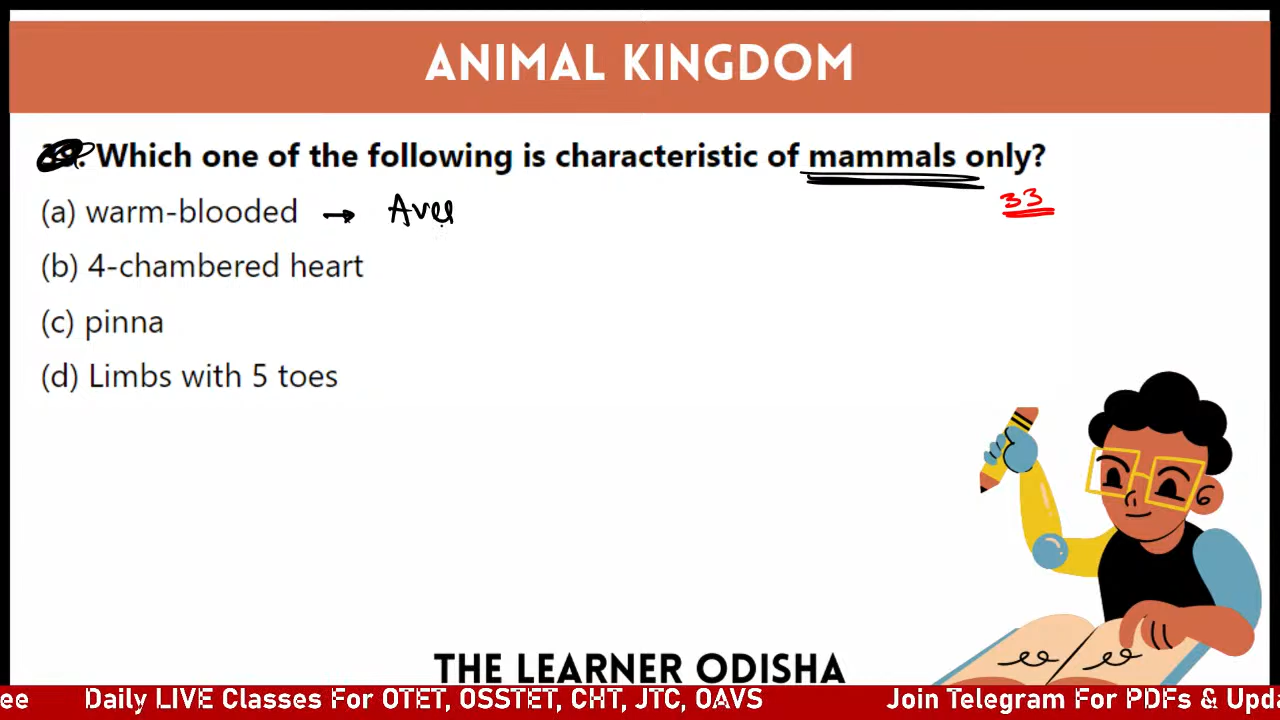 ANIMAL KINGDOM
Which one of the following is characteristic of mammals only?
33
(a) warm-blooded → Aves
(b) 4-chambered heart
(c) pinna
(d) Limbs with 5 toes
THE LEARNER ODISHA
ee Daily LIVE Classes For OTET, OSSTET, CHT, JTC, OAVS Join Telegram For PDFs & Upda